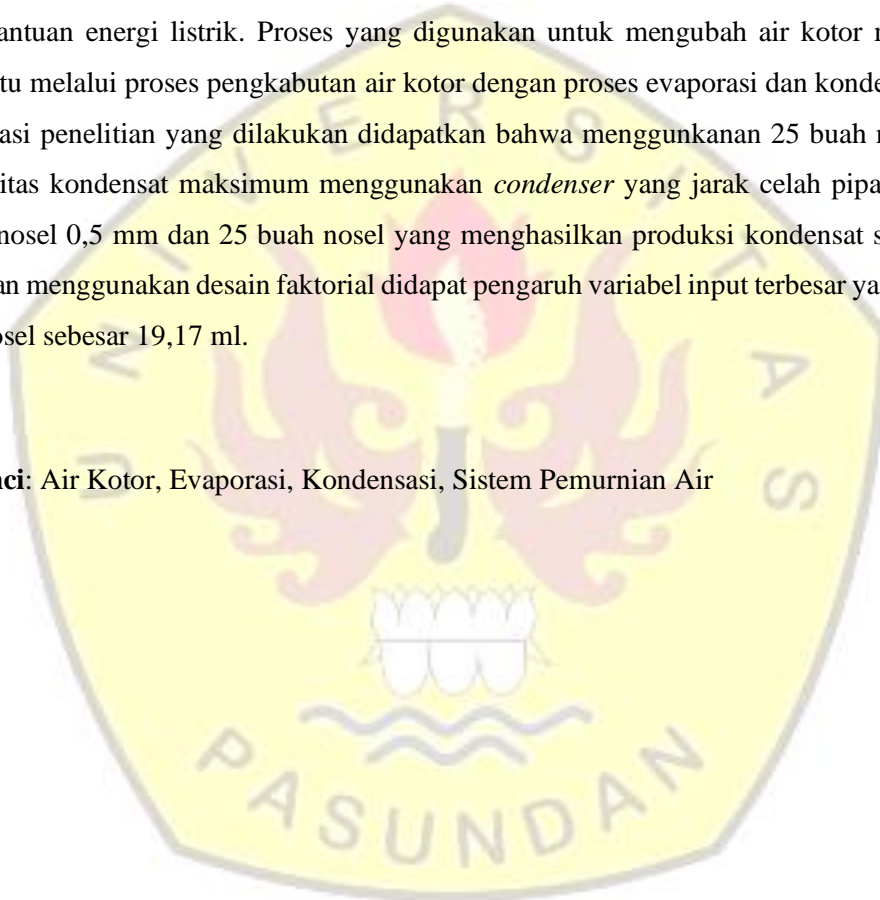 antuan energi listrik. Proses yang digunakan untuk mengubah air kotor
tu melalui proses pengkabutan air kotor dengan proses evaporasi dan konde
asi penelitian yang dilakukan didapatkan bahwa menggunkanan 25 buah
itas kondensat maksimum menggunakan condenser yang jarak celah pipa
nosel 0,5 mm dan 25 buah nosel yang menghasilkan produksi kondensat s
an menggunakan desain faktorial didapat pengaruh variabel input terbesar ya
osel sebesar 19,17 ml.
nci: Air Kotor, Evaporasi, Kondensasi, Sistem Pemurnian Air
UNIVERSITAS
PASUNDAN